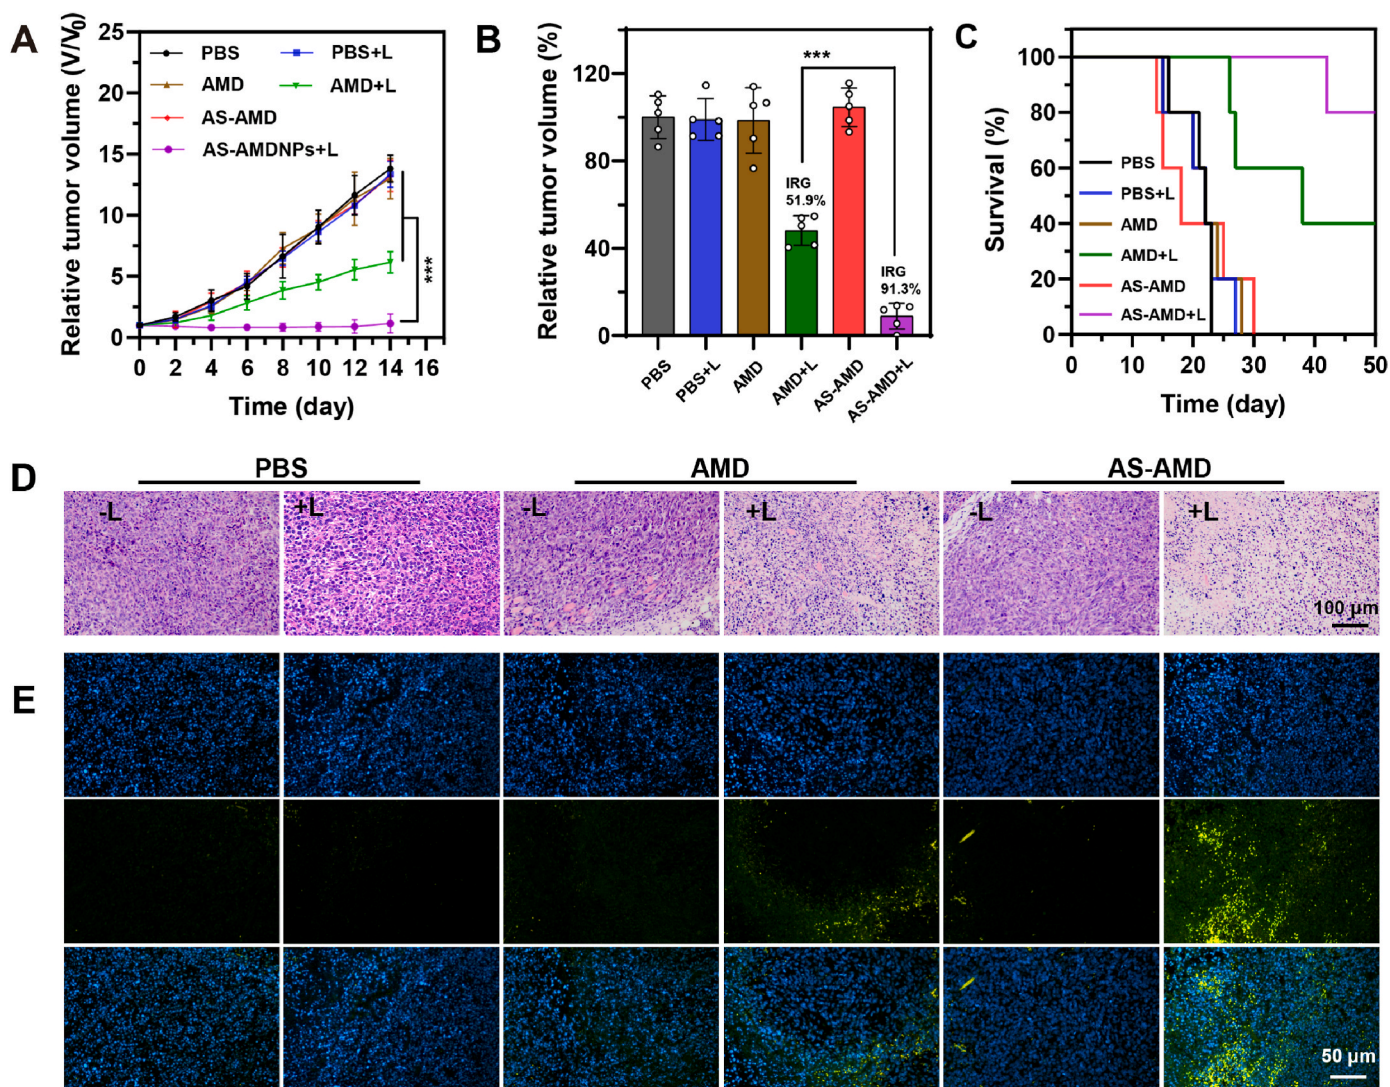 A
Relative tumor volume (V/V0)
25
20
15
10
5
0
PBS
PBS+L
AMD
AMD+L
AS-AMD
AS-AMDNPs+L
***
0 2 4 6 8 10 12 14 16
Time (day)
B
Relative tumor volume (%)
120
80
40
0
***
IRG
51.9%
IRG
91.3%
PBS
PBS+L
AMD
AMD+L
AS-AMD
AS-AMD+L
C
Survival (%)
100
80
60
40
20
0
PBS
PBS+L
AMD
AMD+L
AS-AMD
AS-AMD+L
0 10 20 30 40 50
Time (day)
D
PBS AMD AS-AMD
-L +L -L +L -L +L
100 μm
E
50 μm